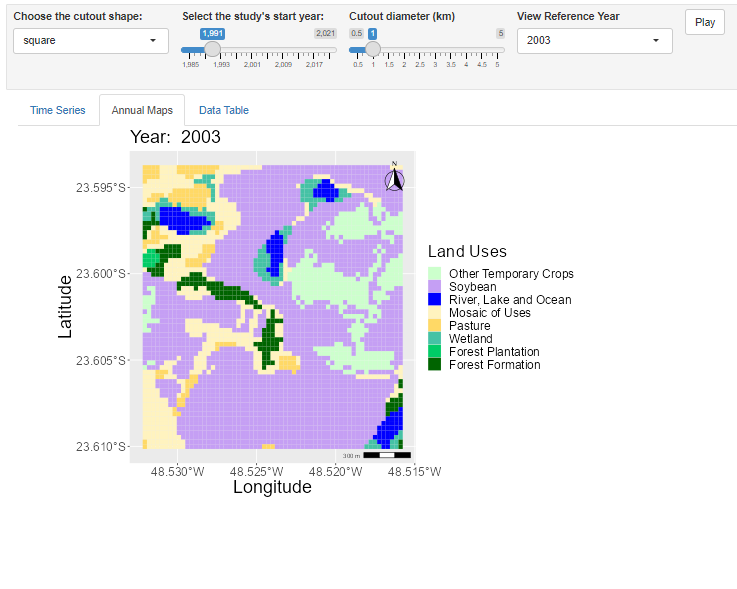 Choose the cutout shape:
square
Select the study's start year:
1,991 2,021
1,985 1,993 2,001 2,009 2,017
Cutout diameter (km)
0.5 1 5
0.5 1 1.5 2 2.5 3 3.5 4 4.5 5
View Reference Year
2003
Play
Time Series Annual Maps Data Table
Year: 2003
N
23.595°S
23.600°S
23.605°S
23.610°S
Latitude
300 m
48.530°W 48.525°W 48.520°W 48.515°W
Longitude
Land Uses
Other Temporary Crops
Soybean
River, Lake and Ocean
Mosaic of Uses
Pasture
Wetland
Forest Plantation
Forest Formation